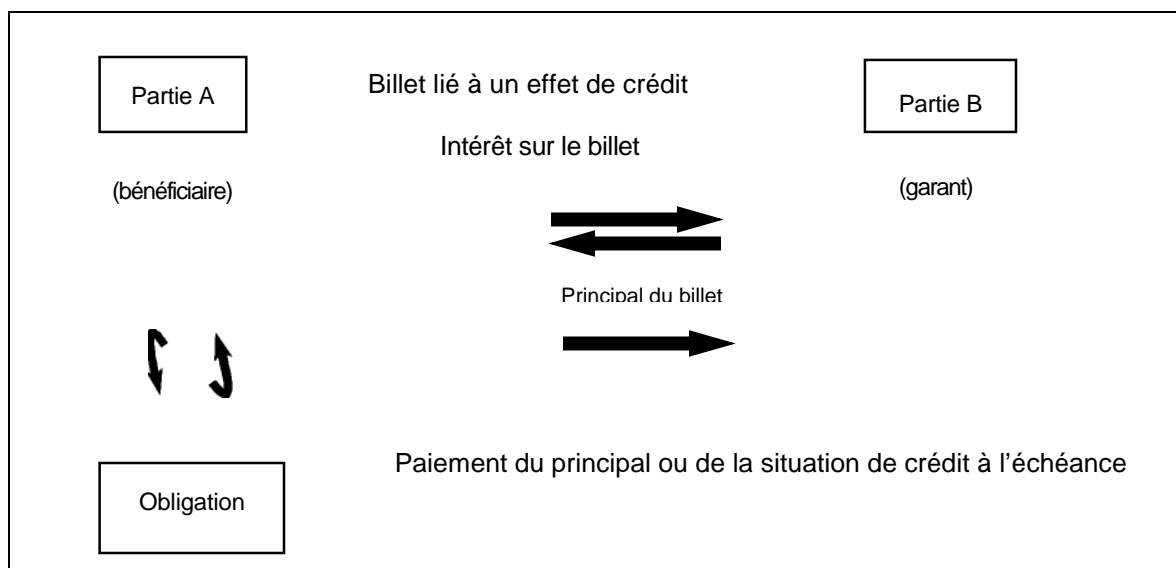 Partie A
Billet lié à un effet de crédit
Partie B
Intérêt sur le billet
(bénéficiaire)
(garant)
Principal du billet
Paiement du principal ou de la situation de crédit à l’échéance
Obligation